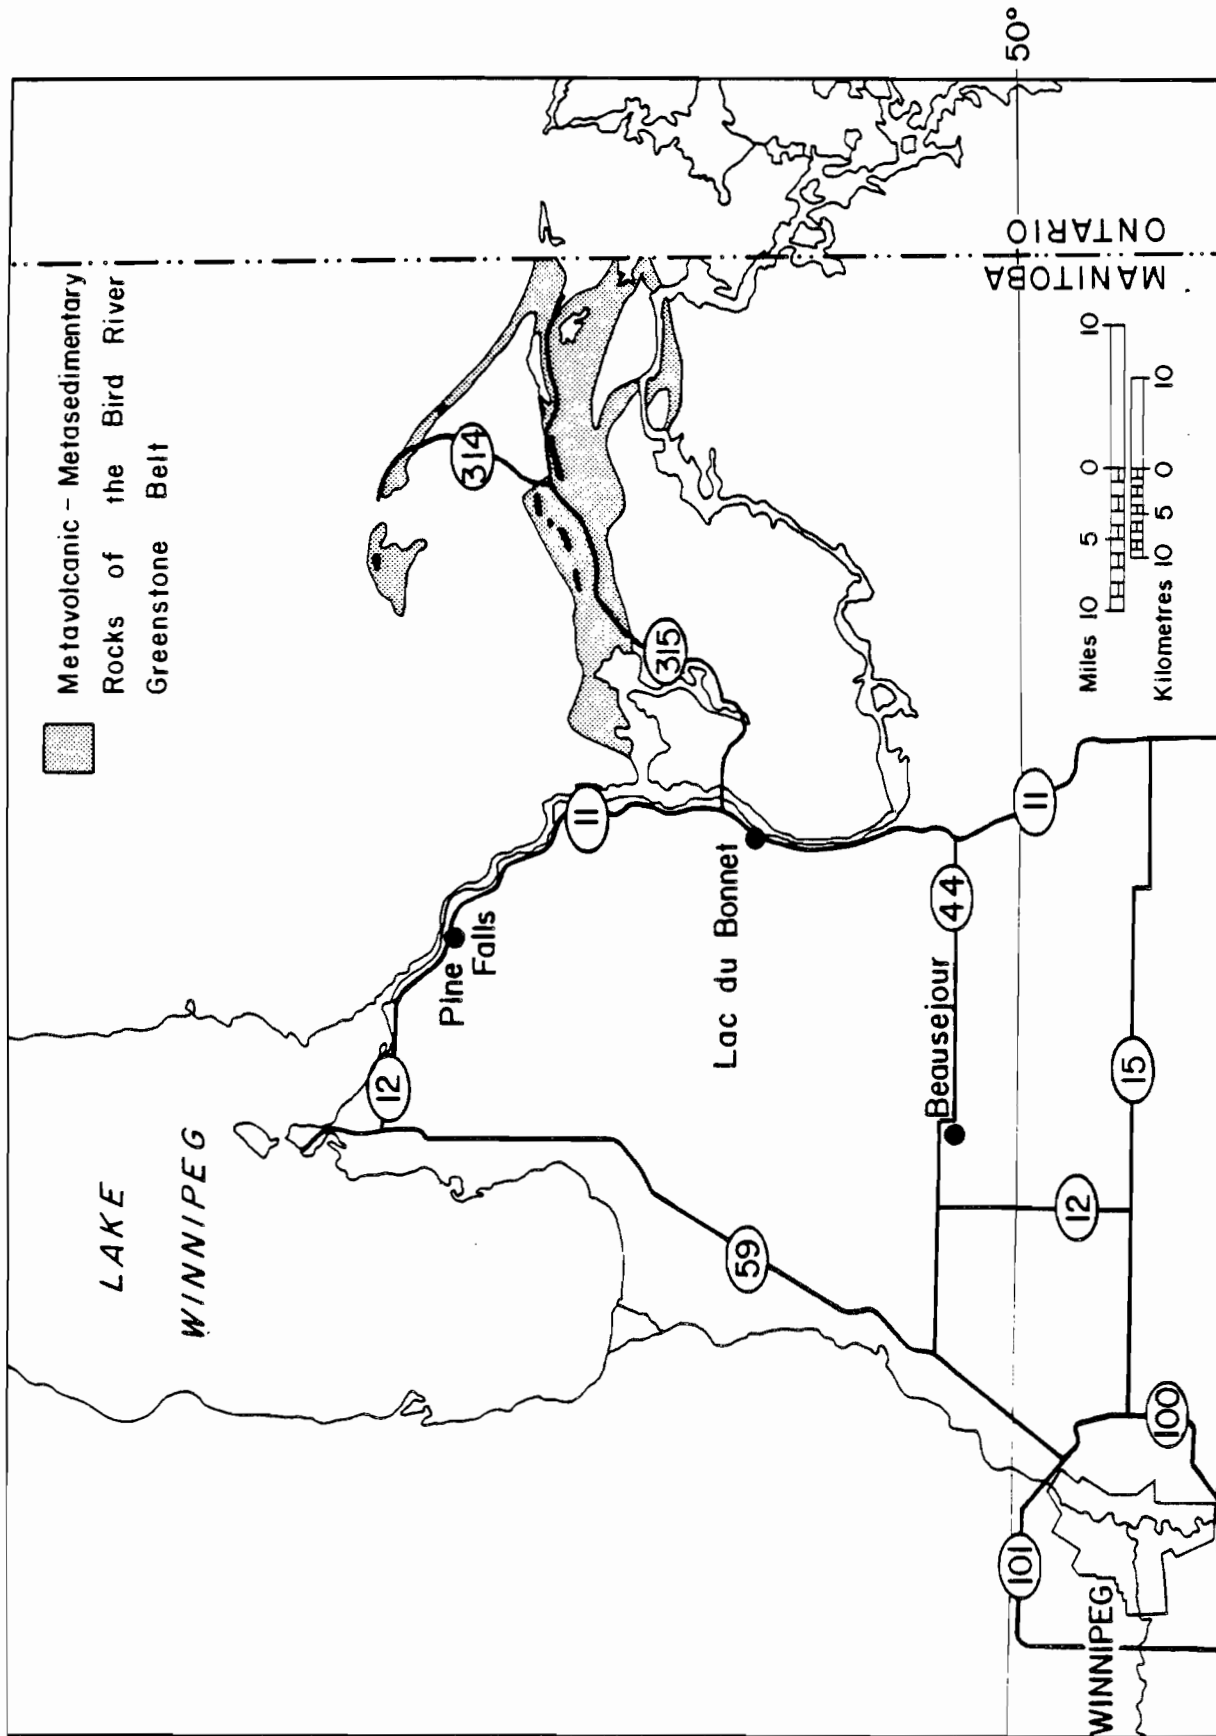 Metavolcanic - Metasedimentary
Rocks of the Bird River
Greenstone Belt
LAKE
WINNIPEG
314
315
12
Pine
Falls
11
59
Lac du Bonnet
Beausejour
44
11
12
15
100
101
WINNIPEG
50°
MANITOBA
ONTARIO
Miles 10 5 0 10
Kilometres 10 5 0 10